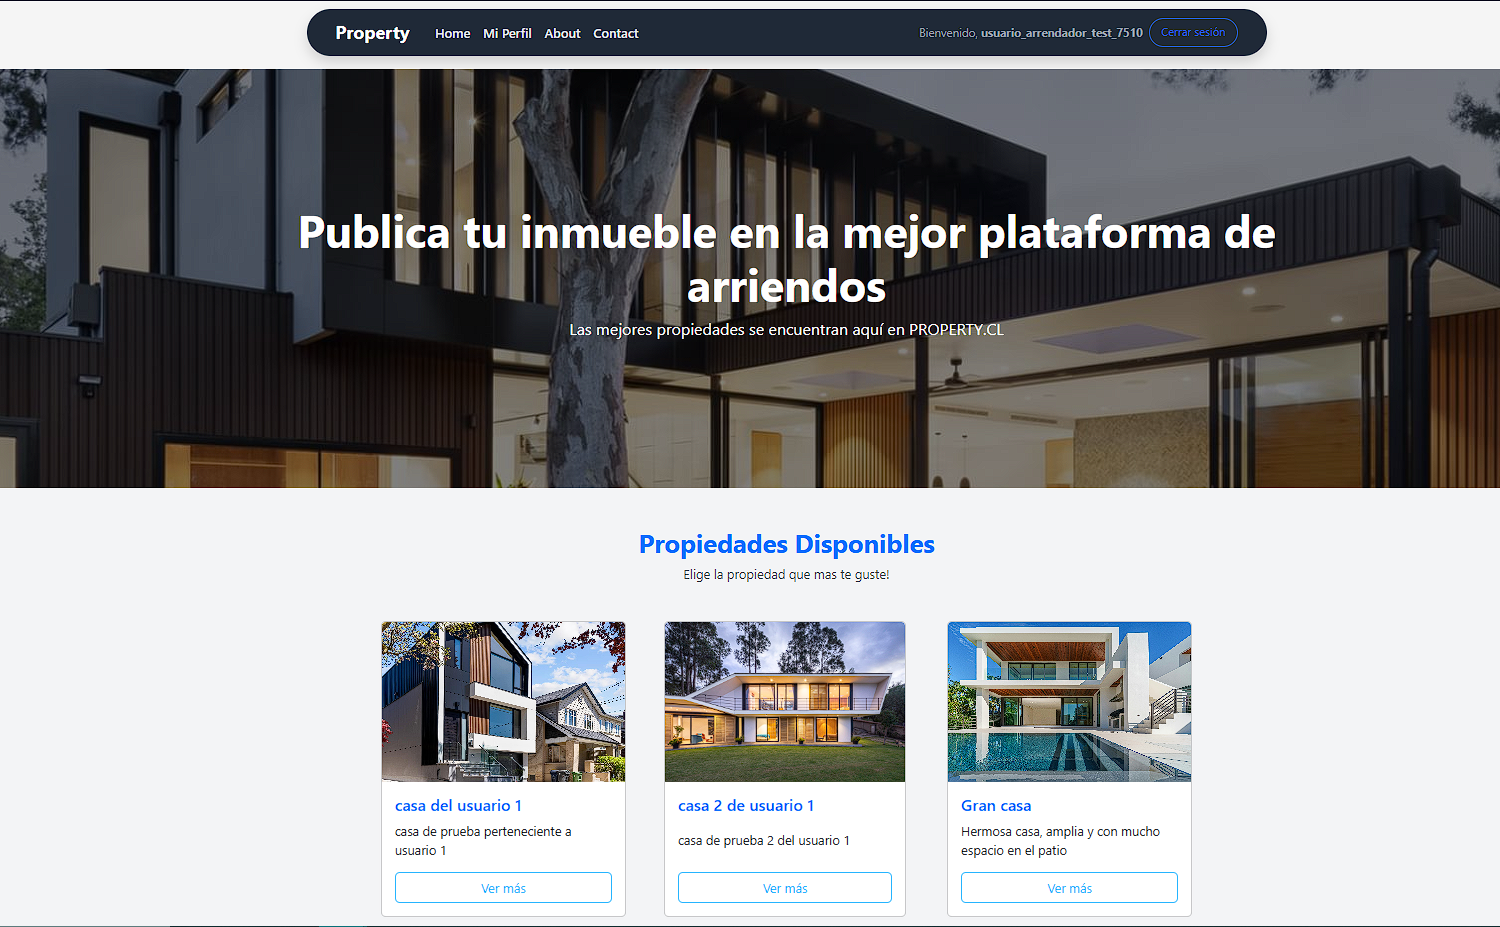 Property Home Mi Perfil About Contact Bienvenido, usuario_arrendador_test_7510 Cerrar sesión
Publica tu inmueble en la mejor plataforma de
arriendos
Las mejores propiedades se encuentran aquí en PROPERTY.CL
Propiedades Disponibles
Elige la propiedad que mas te guste!
casa del usuario 1
casa de prueba perteneciente a
usuario 1
Ver más
casa 2 de usuario 1
casa de prueba 2 del usuario 1
Ver más
Gran casa
Hermosa casa, amplia y con mucho
espacio en el patio
Ver más